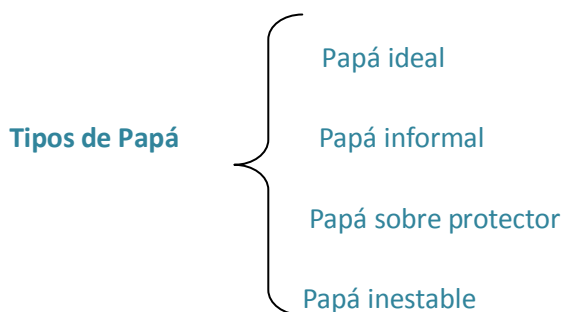 Papá ideal
Tipos de Papá
Papá informal
Papá sobre protector
Papá inestable